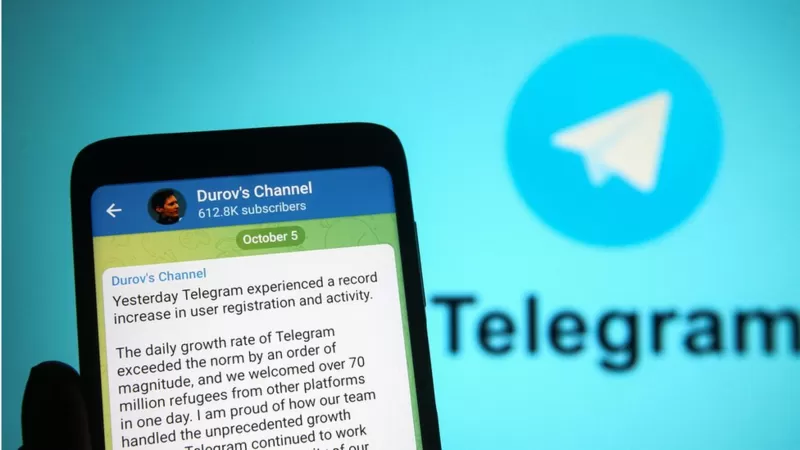 Durov's Channel
612.8K subscribers
October 5
Durov's Channel
Yesterday Telegram experienced a record
increase in user registration and activity.
The daily growth rate of Telegram
exceeded the norm by an order of
magnitude, and we welcomed over 70
million refugees from other platforms
in one day. I am proud of how our team
handled the unprecedented growth
Telegram continued to work
of our
Telegram